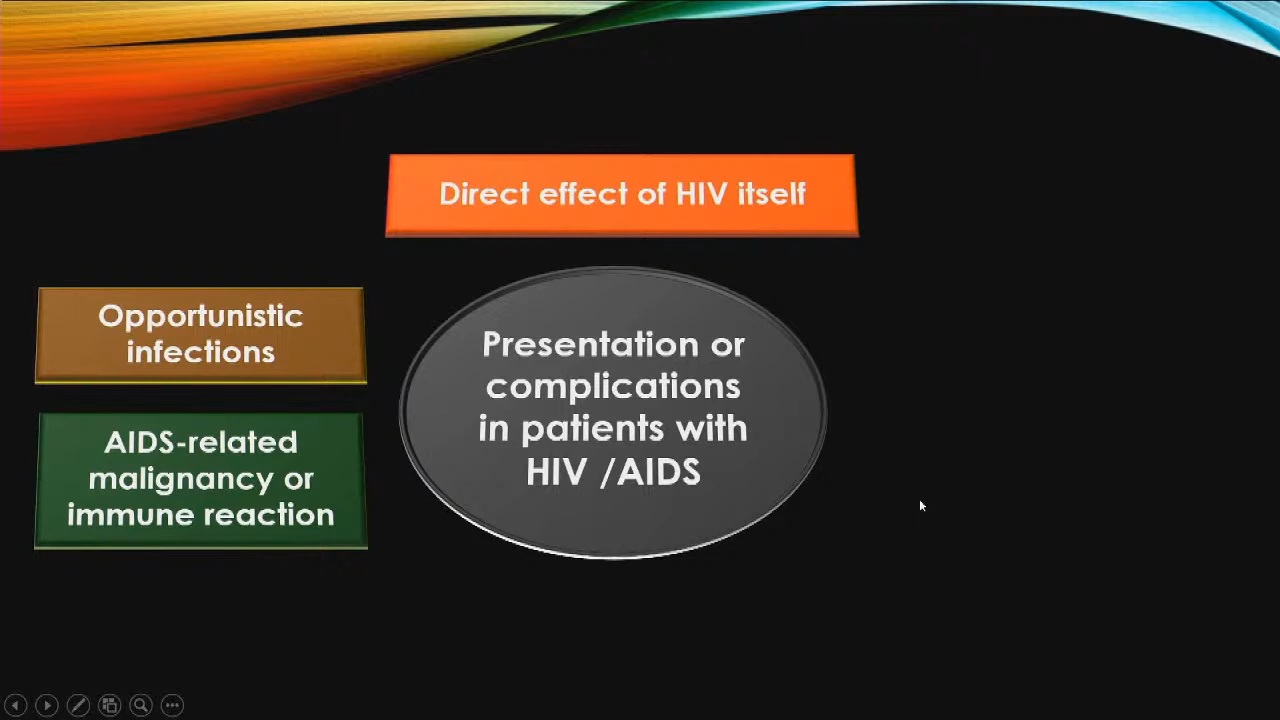 Direct effect of HIV itself
Opportunistic
infections
AIDS-related
malignancy or
immune reaction
Presentation or
complications
in patients with
HIV /AIDS